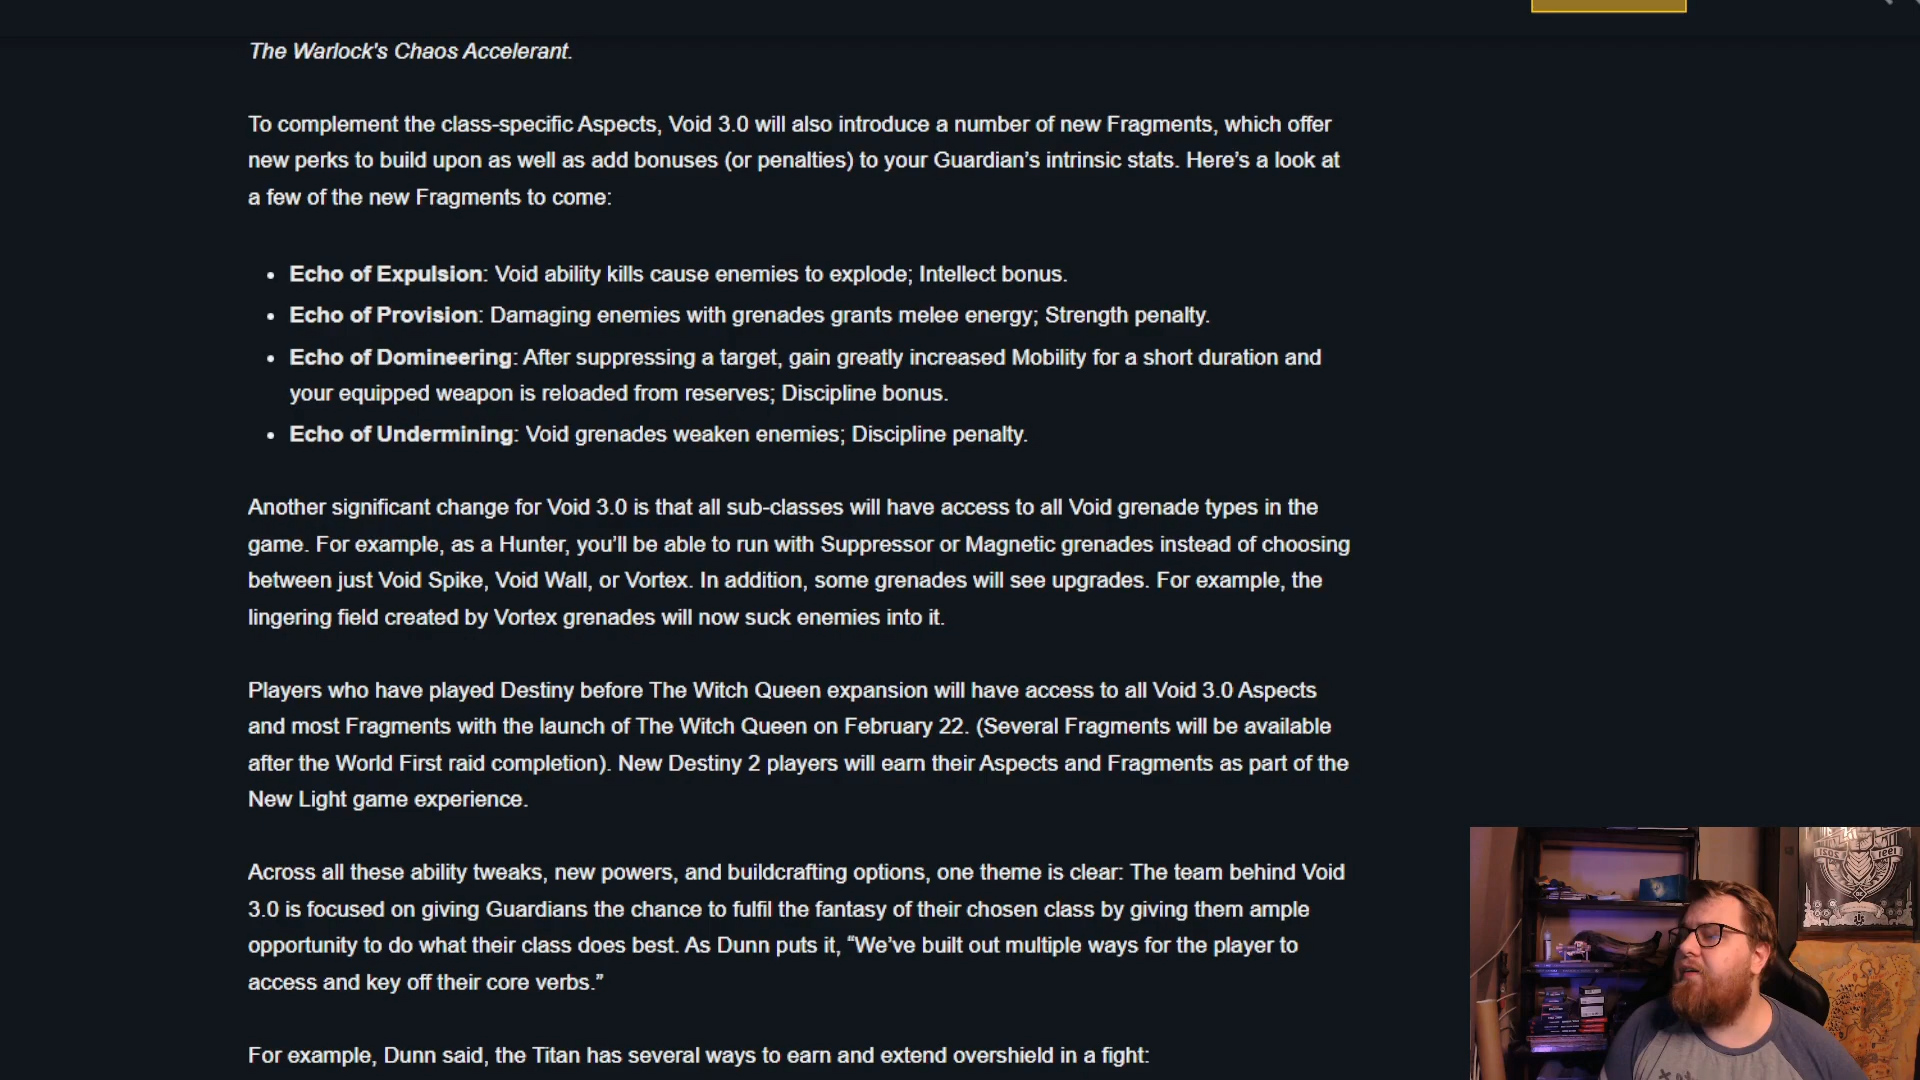 The Warlock's Chaos Accelerant.
To complement the class-specific Aspects, Void 3.0 will also introduce a number of new Fragments, which offer
new perks to build upon as well as add bonuses (or penalties) to your Guardian’s intrinsic stats. Here’s a look at
a few of the new Fragments to come:
• Echo of Expulsion: Void ability kills cause enemies to explode; Intellect bonus.
• Echo of Provision: Damaging enemies with grenades grants melee energy; Strength penalty.
• Echo of Domineering: After suppressing a target, gain greatly increased Mobility for a short duration and
your equipped weapon is reloaded from reserves; Discipline bonus.
• Echo of Undermining: Void grenades weaken enemies; Discipline penalty.
Another significant change for Void 3.0 is that all sub-classes will have access to all Void grenade types in the
game. For example, as a Hunter, you’ll be able to run with Suppressor or Magnetic grenades instead of choosing
between just Void Spike, Void Wall, or Vortex. In addition, some grenades will see upgrades. For example, the
lingering field created by Vortex grenades will now suck enemies into it.
Players who have played Destiny before The Witch Queen expansion will have access to all Void 3.0 Aspects
and most Fragments with the launch of The Witch Queen on February 22. (Several Fragments will be available
after the World First raid completion). New Destiny 2 players will earn their Aspects and Fragments as part of the
New Light game experience.
Across all these ability tweaks, new powers, and buildcrafting options, one theme is clear: The team behind Void
3.0 is focused on giving Guardians the chance to fulfil the fantasy of their chosen class by giving them ample
opportunity to do what their class does best. As Dunn puts it, “We’ve built out multiple ways for the player to
access and key off their core verbs.”
For example, Dunn said, the Titan has several ways to earn and extend overshield in a fight: